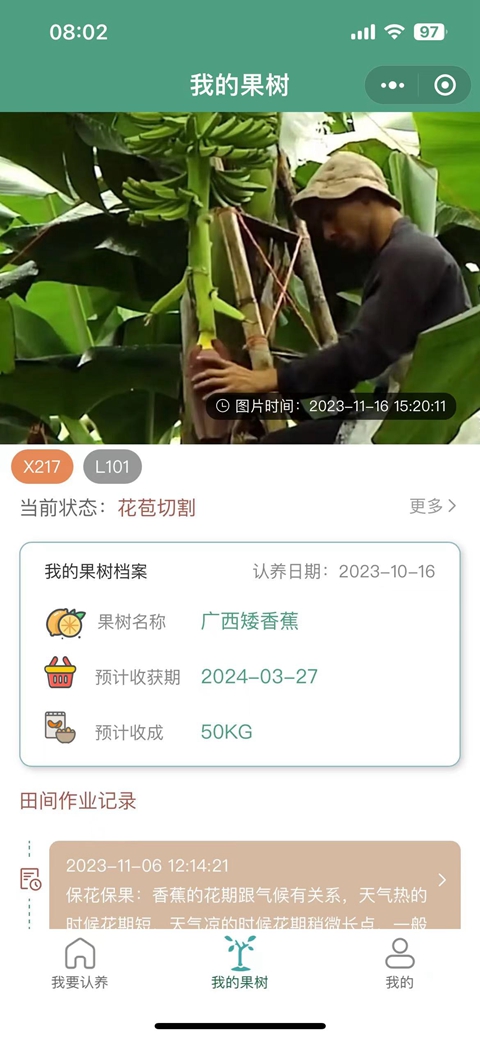 08:02
97
我的果树
图片时间：2023-11-16 15:20:11
X217 L101
当前状态：花苞切割 更多
我的果树档案 认养日期：2023-10-16
果树名称 广西矮香蕉
预计收获期 2024-03-27
预计收成 50KG
田间作业记录
2023-11-06 12:14:21
保花保果：香蕉的花期跟气候有关系，天气热的
时候花期短，天气凉的时候花期稍微长点，一般
我要认养 我的果树 我的